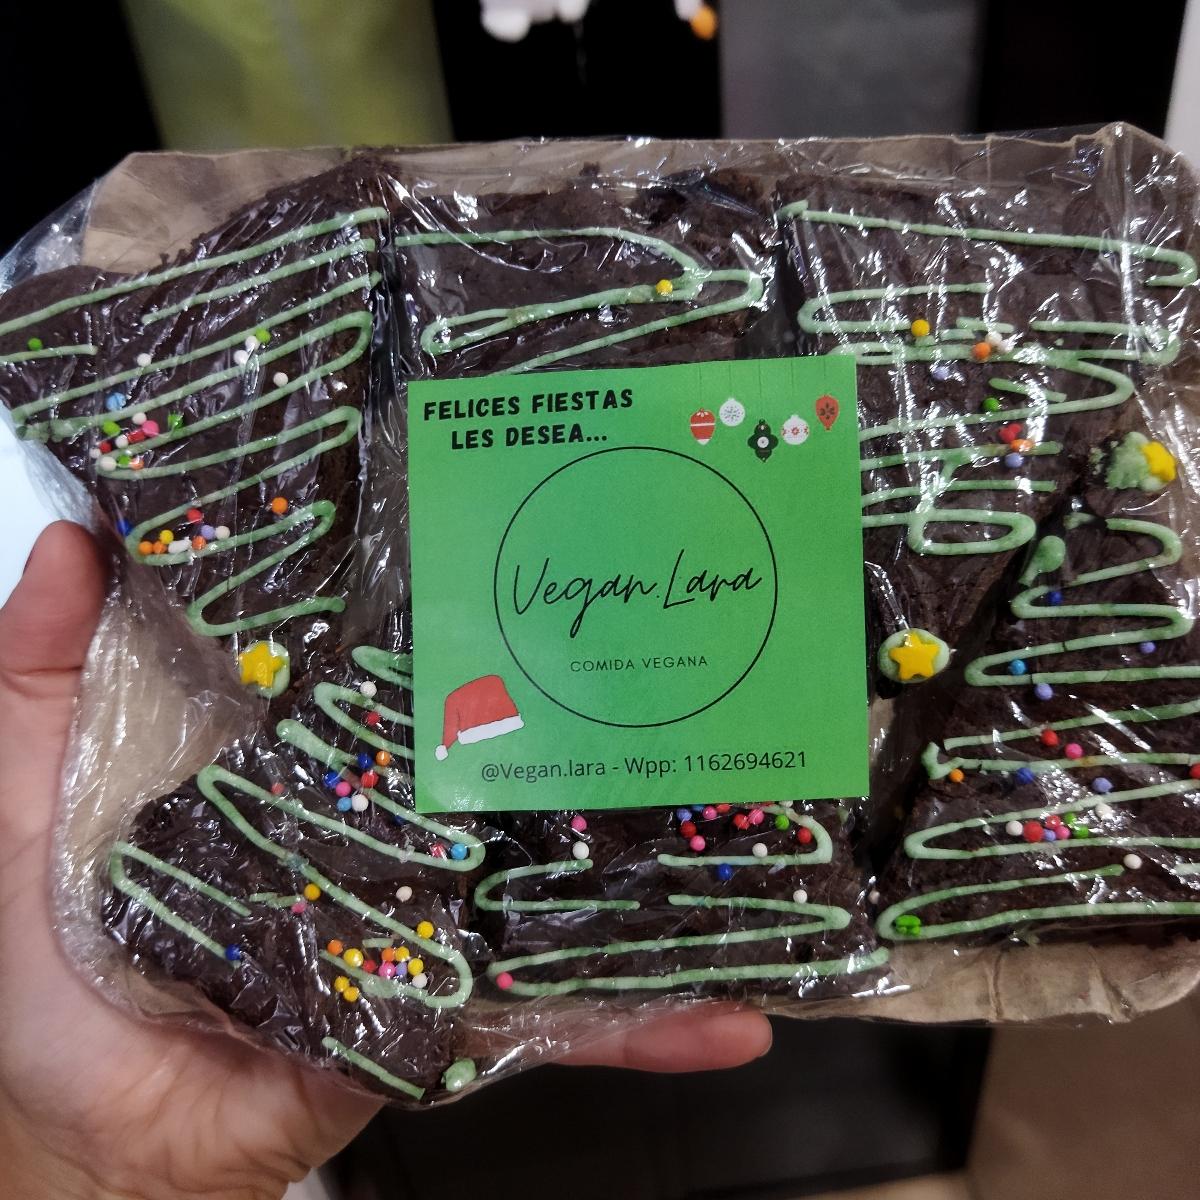 FELICES FIESTAS
LES DESEA...
Vegan.Lara
COMIDA VEGANA
@Vegan.lara - Wpp: 1162694621